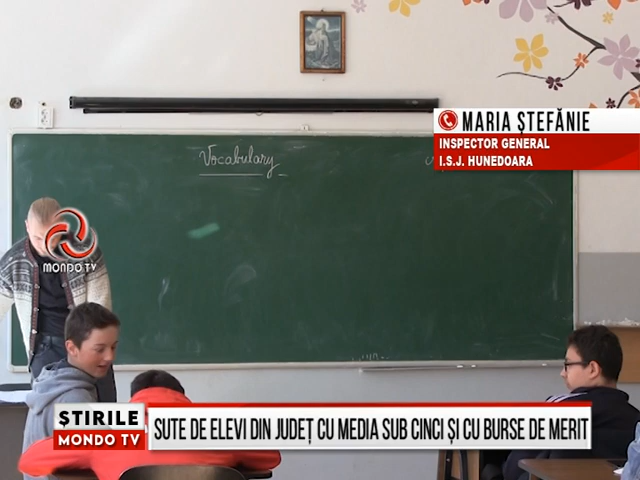 MARIA ȘTEFĂNIE
INSPECTOR GENERAL
I.S.J. HUNEDOARA
Vocabulary
MONDO TV
ȘTIRILE
MONDO TV
SUTE DE ELEVI DIN JUDEȚ CU MEDIA SUB CINCI ȘI CU BURSE DE MERIT